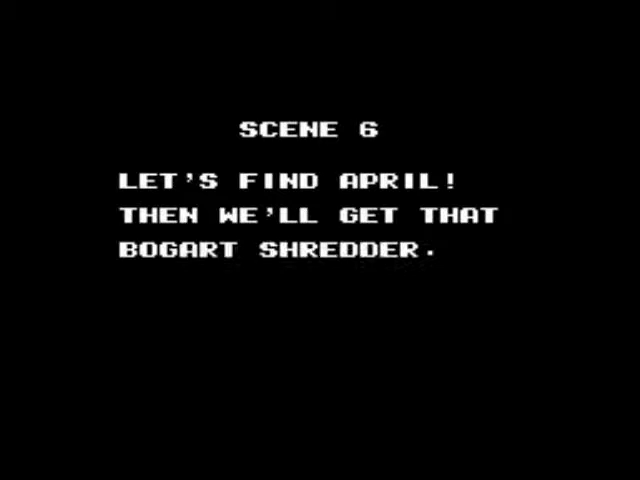 SCENE 6
LET'S FIND APRIL!
THEN WE'LL GET THAT
BOGART SHREDDER.